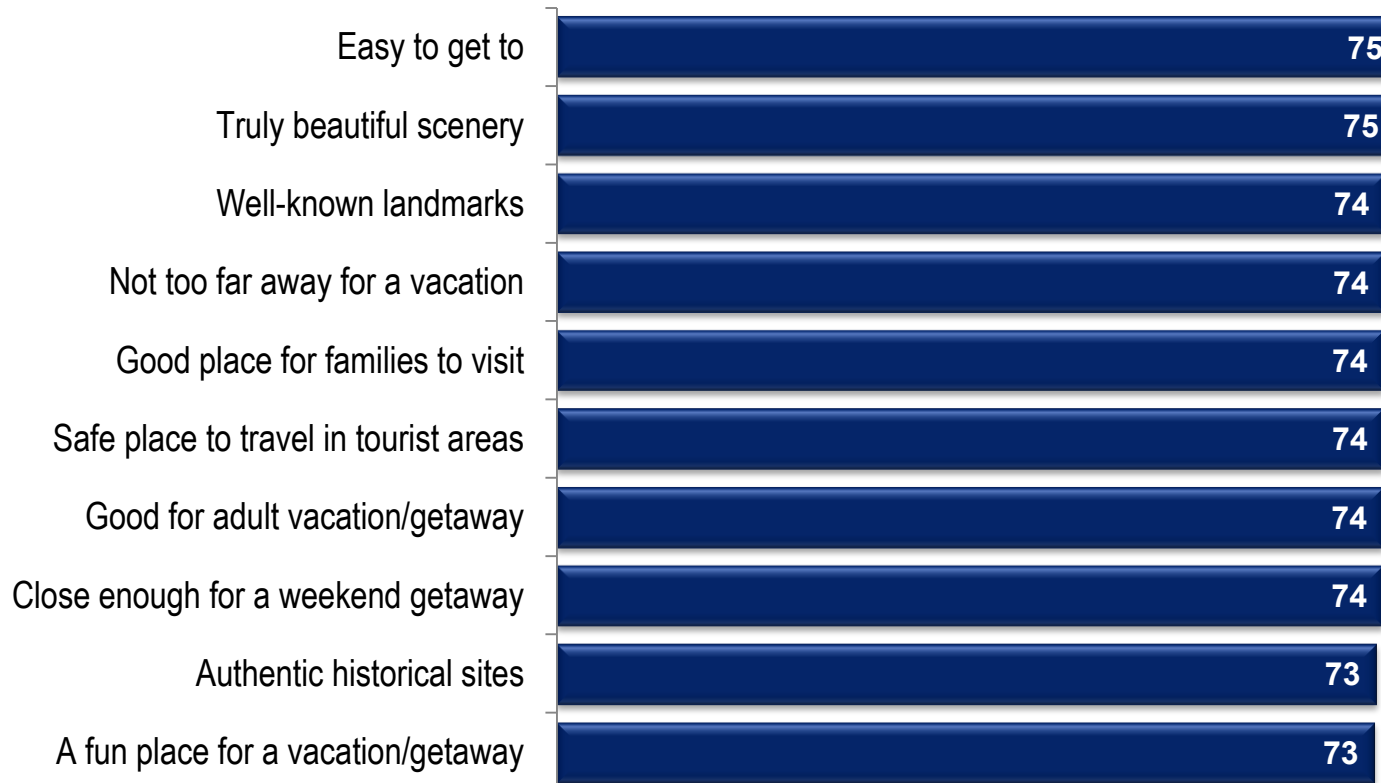 Easy to get to 75
Truly beautiful scenery 75
Well-known landmarks 74
Not too far away for a vacation 74
Good place for families to visit 74
Safe place to travel in tourist areas 74
Good for adult vacation/getaway 74
Close enough for a weekend getaway 74
Authentic historical sites 73
A fun place for a vacation/getaway 73